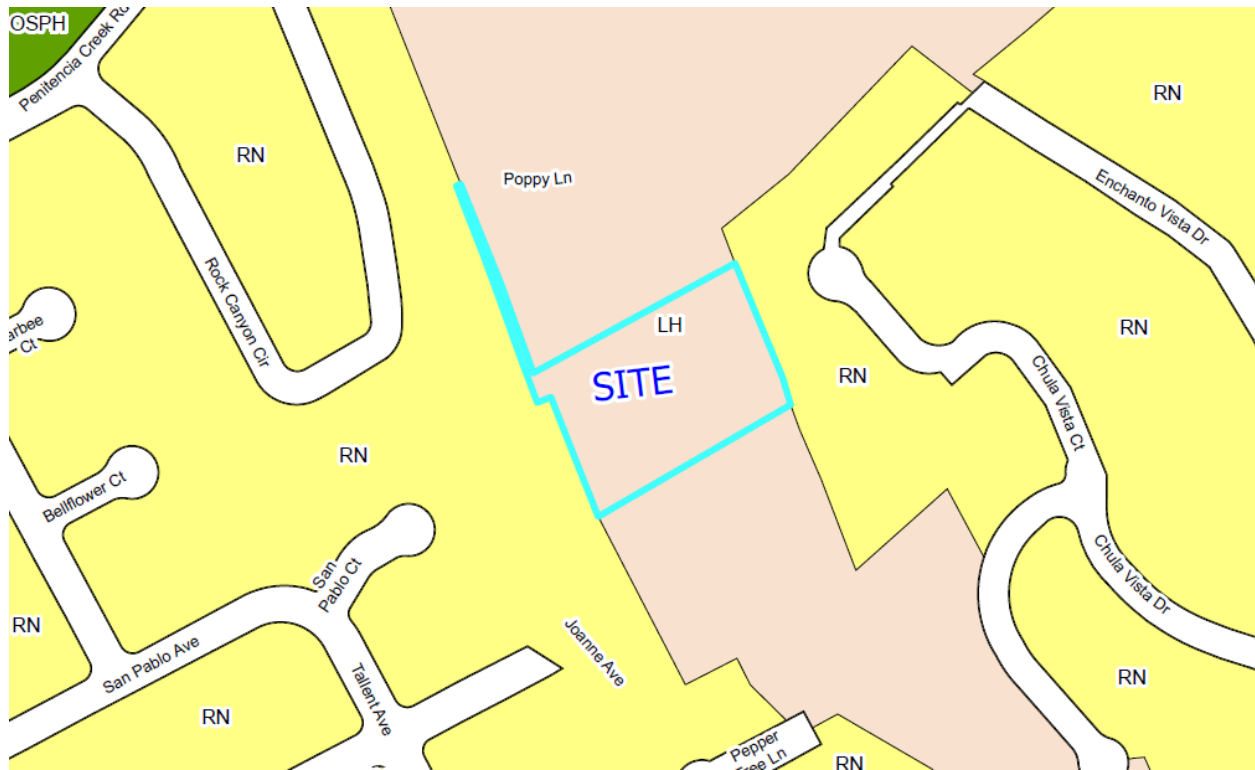 OSPH
Penitencia Creek Rd
RN
RN
Poppy Ln
Enchanto Vista Dr
Rock Canyon Cir
LH
SITE
RN
RN
Chula Vista Ct
Ct
RN
Bellflower Ct
San
Pablo Ct
Chula Vista Dr
RN
San Pablo Ave
Joanne Ave
Tallent Ave
RN
RN
Pepper
Tree Ln
RN